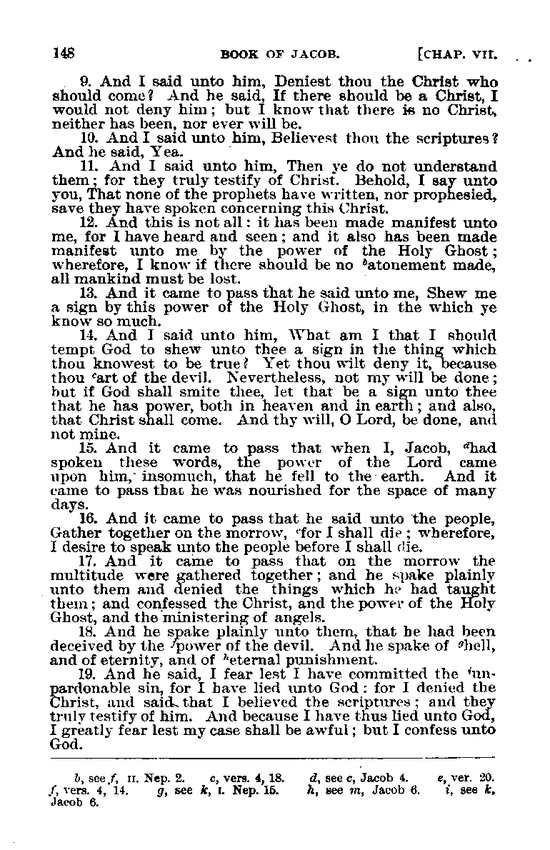 148 BOOK OF JACOB. [CHAP. VII.
9. And I said unto him, Deniest thou the Christ who
should come? And he said, If there should be a Christ, I
would not deny him; but I know that there is no Christ,
neither has been, nor ever will be.
10. And I said unto him, Believest thou the scriptures?
And he said, Yea.
11. And I said unto him, Then ye do not understand
them; for they truly testify of Christ. Behold, I say unto
you, That none of the prophets have written, nor prophesied,
save they have spoken concerning this Christ.
12. And this is not all: it has been made manifest unto
me, for I have heard and seen; and it also has been made
manifest unto me by the power of the Holy Ghost;
wherefore, I know if there should be no ᵇatonement made,
all mankind must be lost.
13. And it came to pass that he said unto me, Shew me
a sign by this power of the Holy Ghost, in the which ye
know so much.
14. And I said unto him, What am I that I should
tempt God to shew unto thee a sign in the thing which
thou knowest to be true? Yet thou wilt deny it, because
thou ᶜart of the devil. Nevertheless, not my will be done;
but if God shall smite thee, let that be a sign unto thee
that he has power, both in heaven and in earth; and also,
that Christ shall come. And thy will, O Lord, be done, and
not mine.
15. And it came to pass that when I, Jacob, ᵈhad
spoken these words, the power of the Lord came
upon him, insomuch, that he fell to the earth. And it
came to pass that he was nourished for the space of many
days.
16. And it came to pass that he said unto the people,
Gather together on the morrow, ᵉfor I shall die; wherefore,
I desire to speak unto the people before I shall die.
17. And it came to pass that on the morrow the
multitude were gathered together; and he spake plainly
unto them and denied the things which he had taught
them; and confessed the Christ, and the power of the Holy
Ghost, and the ministering of angels.
18. And he spake plainly unto them, that he had been
deceived by the ᶠpower of the devil. And he spake of ᵍhell,
and of eternity, and of ʰeternal punishment.
19. And he said, I fear lest I have committed the ⁱun-
pardonable sin, for I have lied unto God: for I denied the
Christ, and said, that I believed the scriptures; and they
truly testify of him. And because I have thus lied unto God,
I greatly fear lest my case shall be awful; but I confess unto
God.
b, see f, II. Nep. 2. c, vers. 4, 18. d, see c, Jacob 4. e, ver. 20.
f, vers. 4, 14. g, see k, I. Nep. 15. h, see m, Jacob 6. i, see k,
Jacob 6.